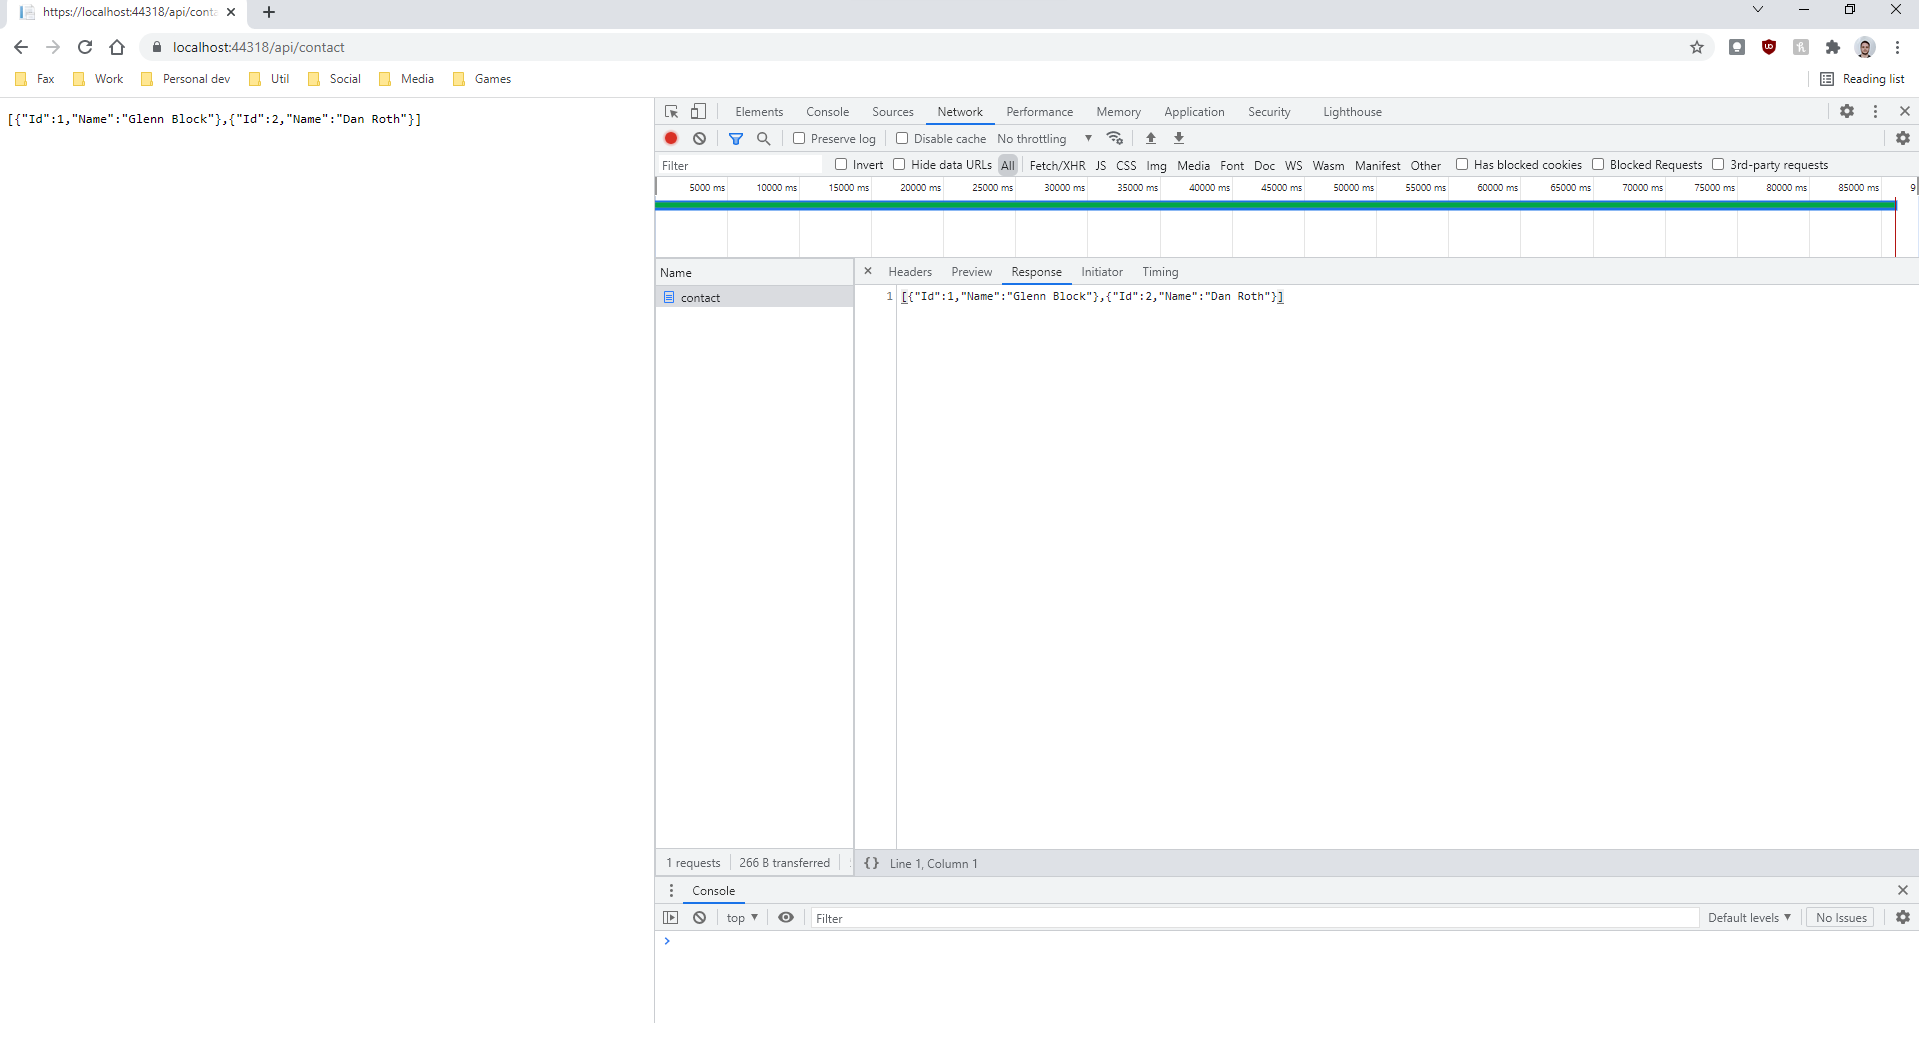 https://localhost:44318/api/conta
localhost:44318/api/contact
Fax Work Personal dev Util Social Media Games Reading list
[{"Id":1,"Name":"Glenn Block"},{"Id":2,"Name":"Dan Roth"}]
Elements Console Sources Network Performance Memory Application Security Lighthouse
Preserve log Disable cache No throttling
Filter Invert Hide data URLs All Fetch/XHR JS CSS Img Media Font Doc WS Wasm Manifest Other Has blocked cookies Blocked Requests 3rd-party requests
5000 ms 10000 ms 15000 ms 20000 ms 25000 ms 30000 ms 35000 ms 40000 ms 45000 ms 50000 ms 55000 ms 60000 ms 65000 ms 70000 ms 75000 ms 80000 ms 85000 ms 9
Name
Headers Preview Response Initiator Timing
contact
1 [{"Id":1,"Name":"Glenn Block"},{"Id":2,"Name":"Dan Roth"}]
1 requests 266 B transferred
{} Line 1, Column 1
Console
top Filter Default levels No Issues